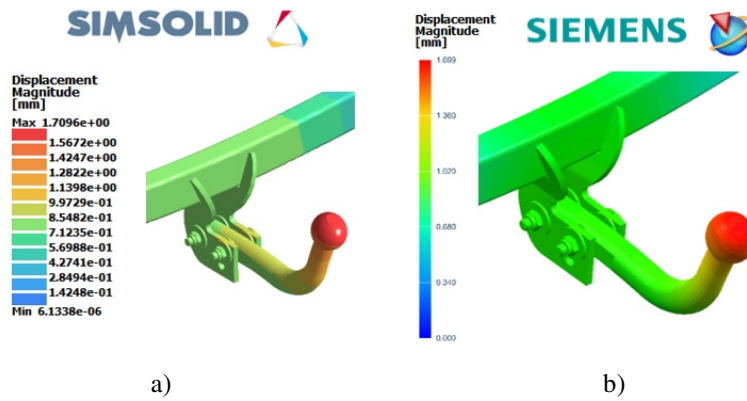 SIMSOLID
Displacement
Magnitude
[mm]
Max 1.7096e+00
1.5672e+00
1.4247e+00
1.2822e+00
1.1398e+00
9.9729e-01
8.5482e-01
7.1235e-01
5.6988e-01
4.2741e-01
2.8494e-01
1.4248e-01
Min 6.1338e-06
a)
Displacement
Magnitude
[mm]
SIEMENS
1.699
1.360
1.020
0.680
0.340
0.000
b)